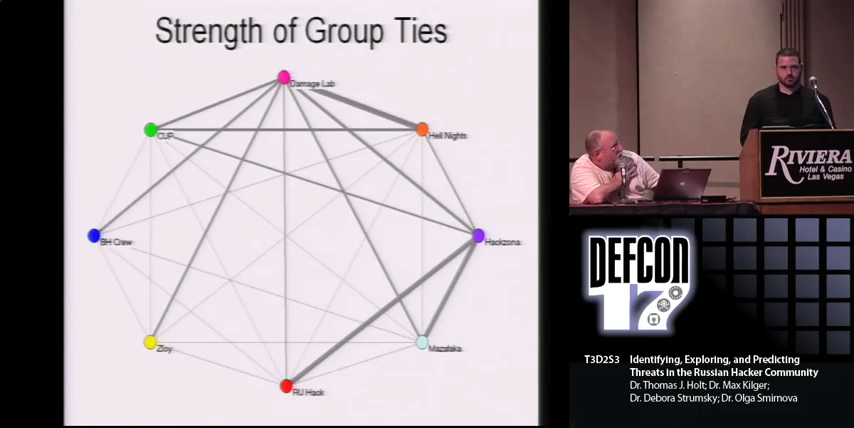 Strength of Group Ties
Damage Lab
CUP
Hell Nights
BH Crew
Hackzona
Zloy
Mazafaka
RU Hack
RIVIERA
Hotel & Casino
Las Vegas
DEFCON
17
T3D2S3 Identifying, Exploring, and Predicting
Threats in the Russian Hacker Community
Dr. Thomas J. Holt; Dr. Max Kilger;
Dr. Debora Strumsky; Dr. Olga Smirnova